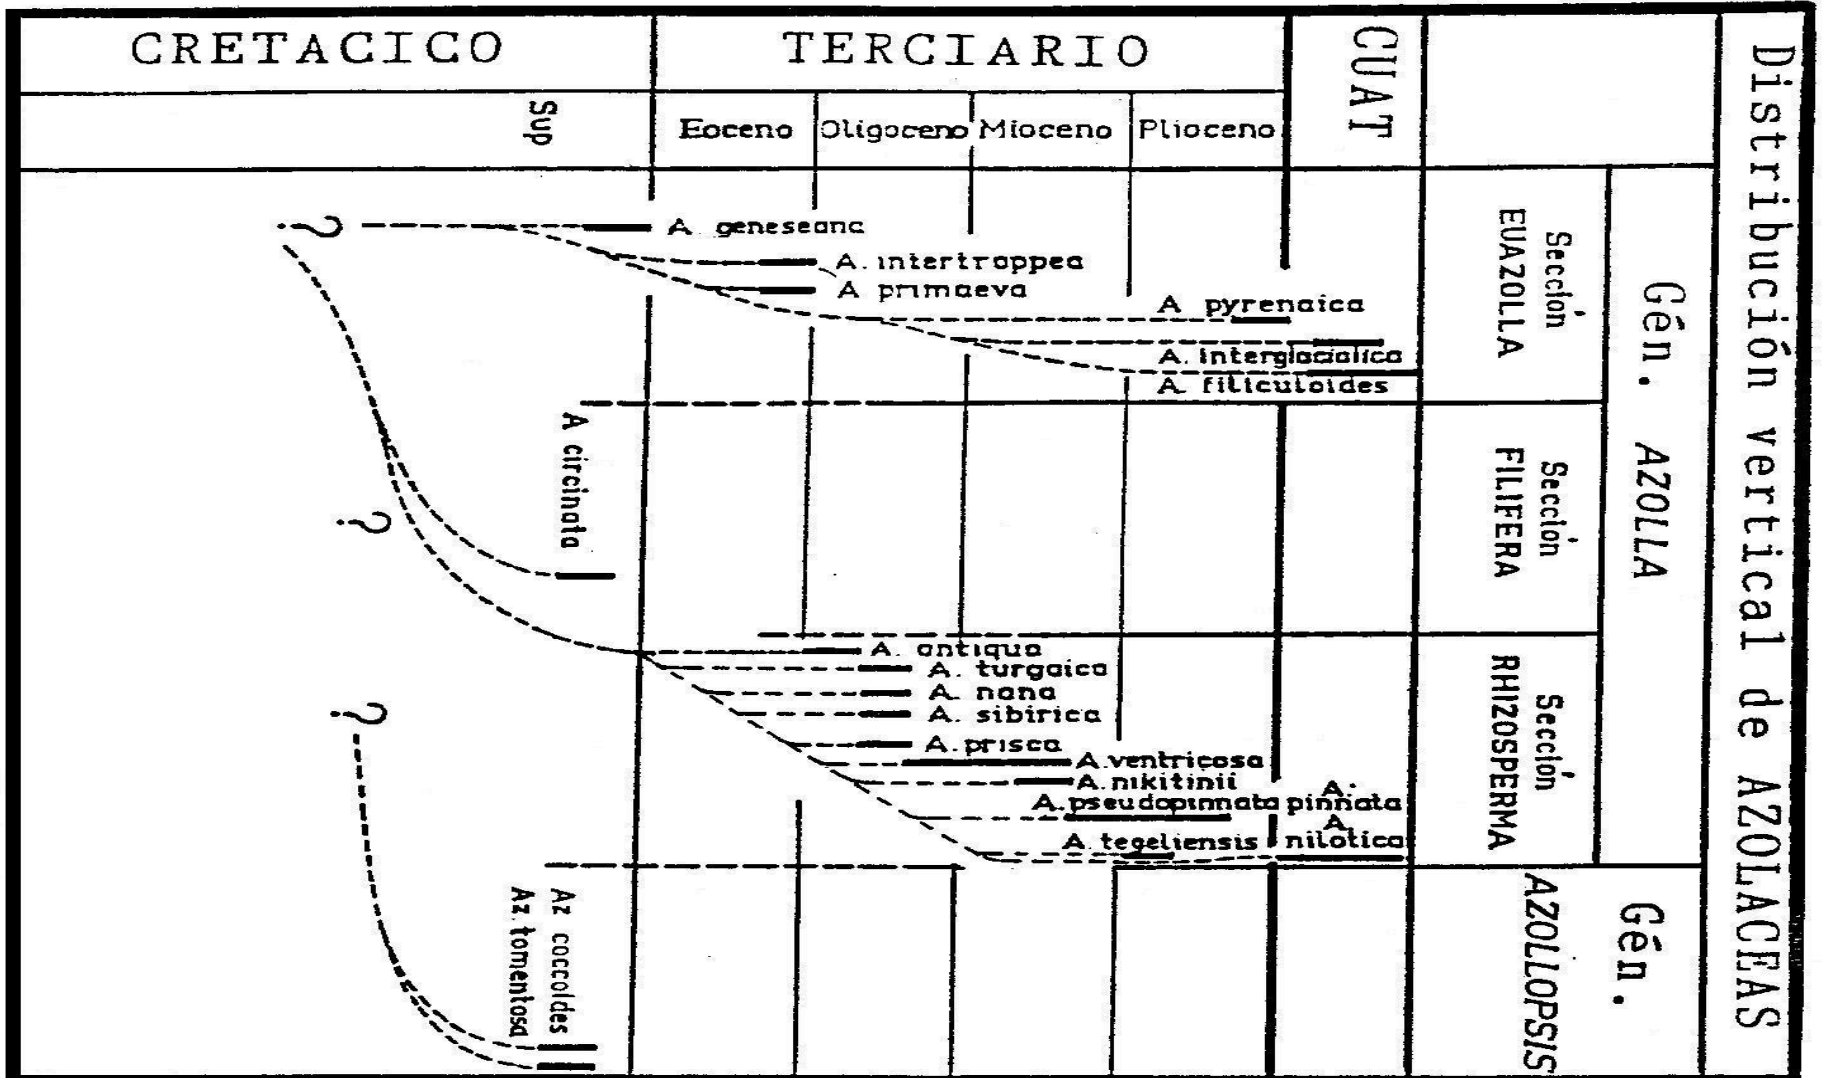 Distribución vertical de AZOLACEAS
CRETACICO
TERCIARIO
CUAT
Sup
Eoceno
Oligoceno
Mioceno
Plioceno
Gén. AZOLLA
Sección
EUAZOLLA
Sección
FILIFERA
Sección
RHIZOSPERMA
Gén.
AZOLLOPSIS
?
A. geneseana
A. intertroppea
A primaeva
A. pyrenaica
A. interglacialica
A. filiculoides
A circinata
?
A. antiqua
A. turgaica
A. nana
A. sibirica
A. prisca
A. ventricosa
A. nikitinii
A. pseudopinnata
A. pinnata
A. tegeliensis
A nilotica
?
Az coccoldes
Az. tomentosa